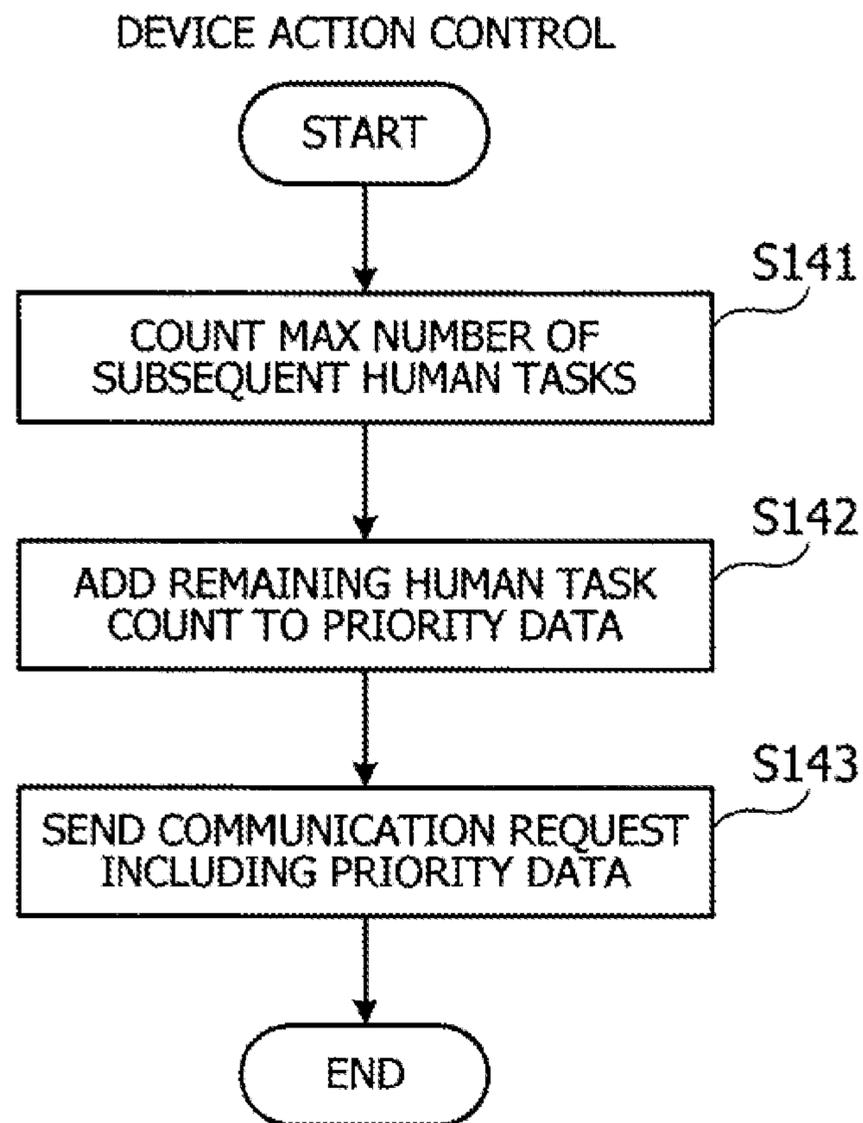 DEVICE ACTION CONTROL
START
S141
COUNT MAX NUMBER OF
SUBSEQUENT HUMAN TASKS
S142
ADD REMAINING HUMAN TASK
COUNT TO PRIORITY DATA
S143
SEND COMMUNICATION REQUEST
INCLUDING PRIORITY DATA
END